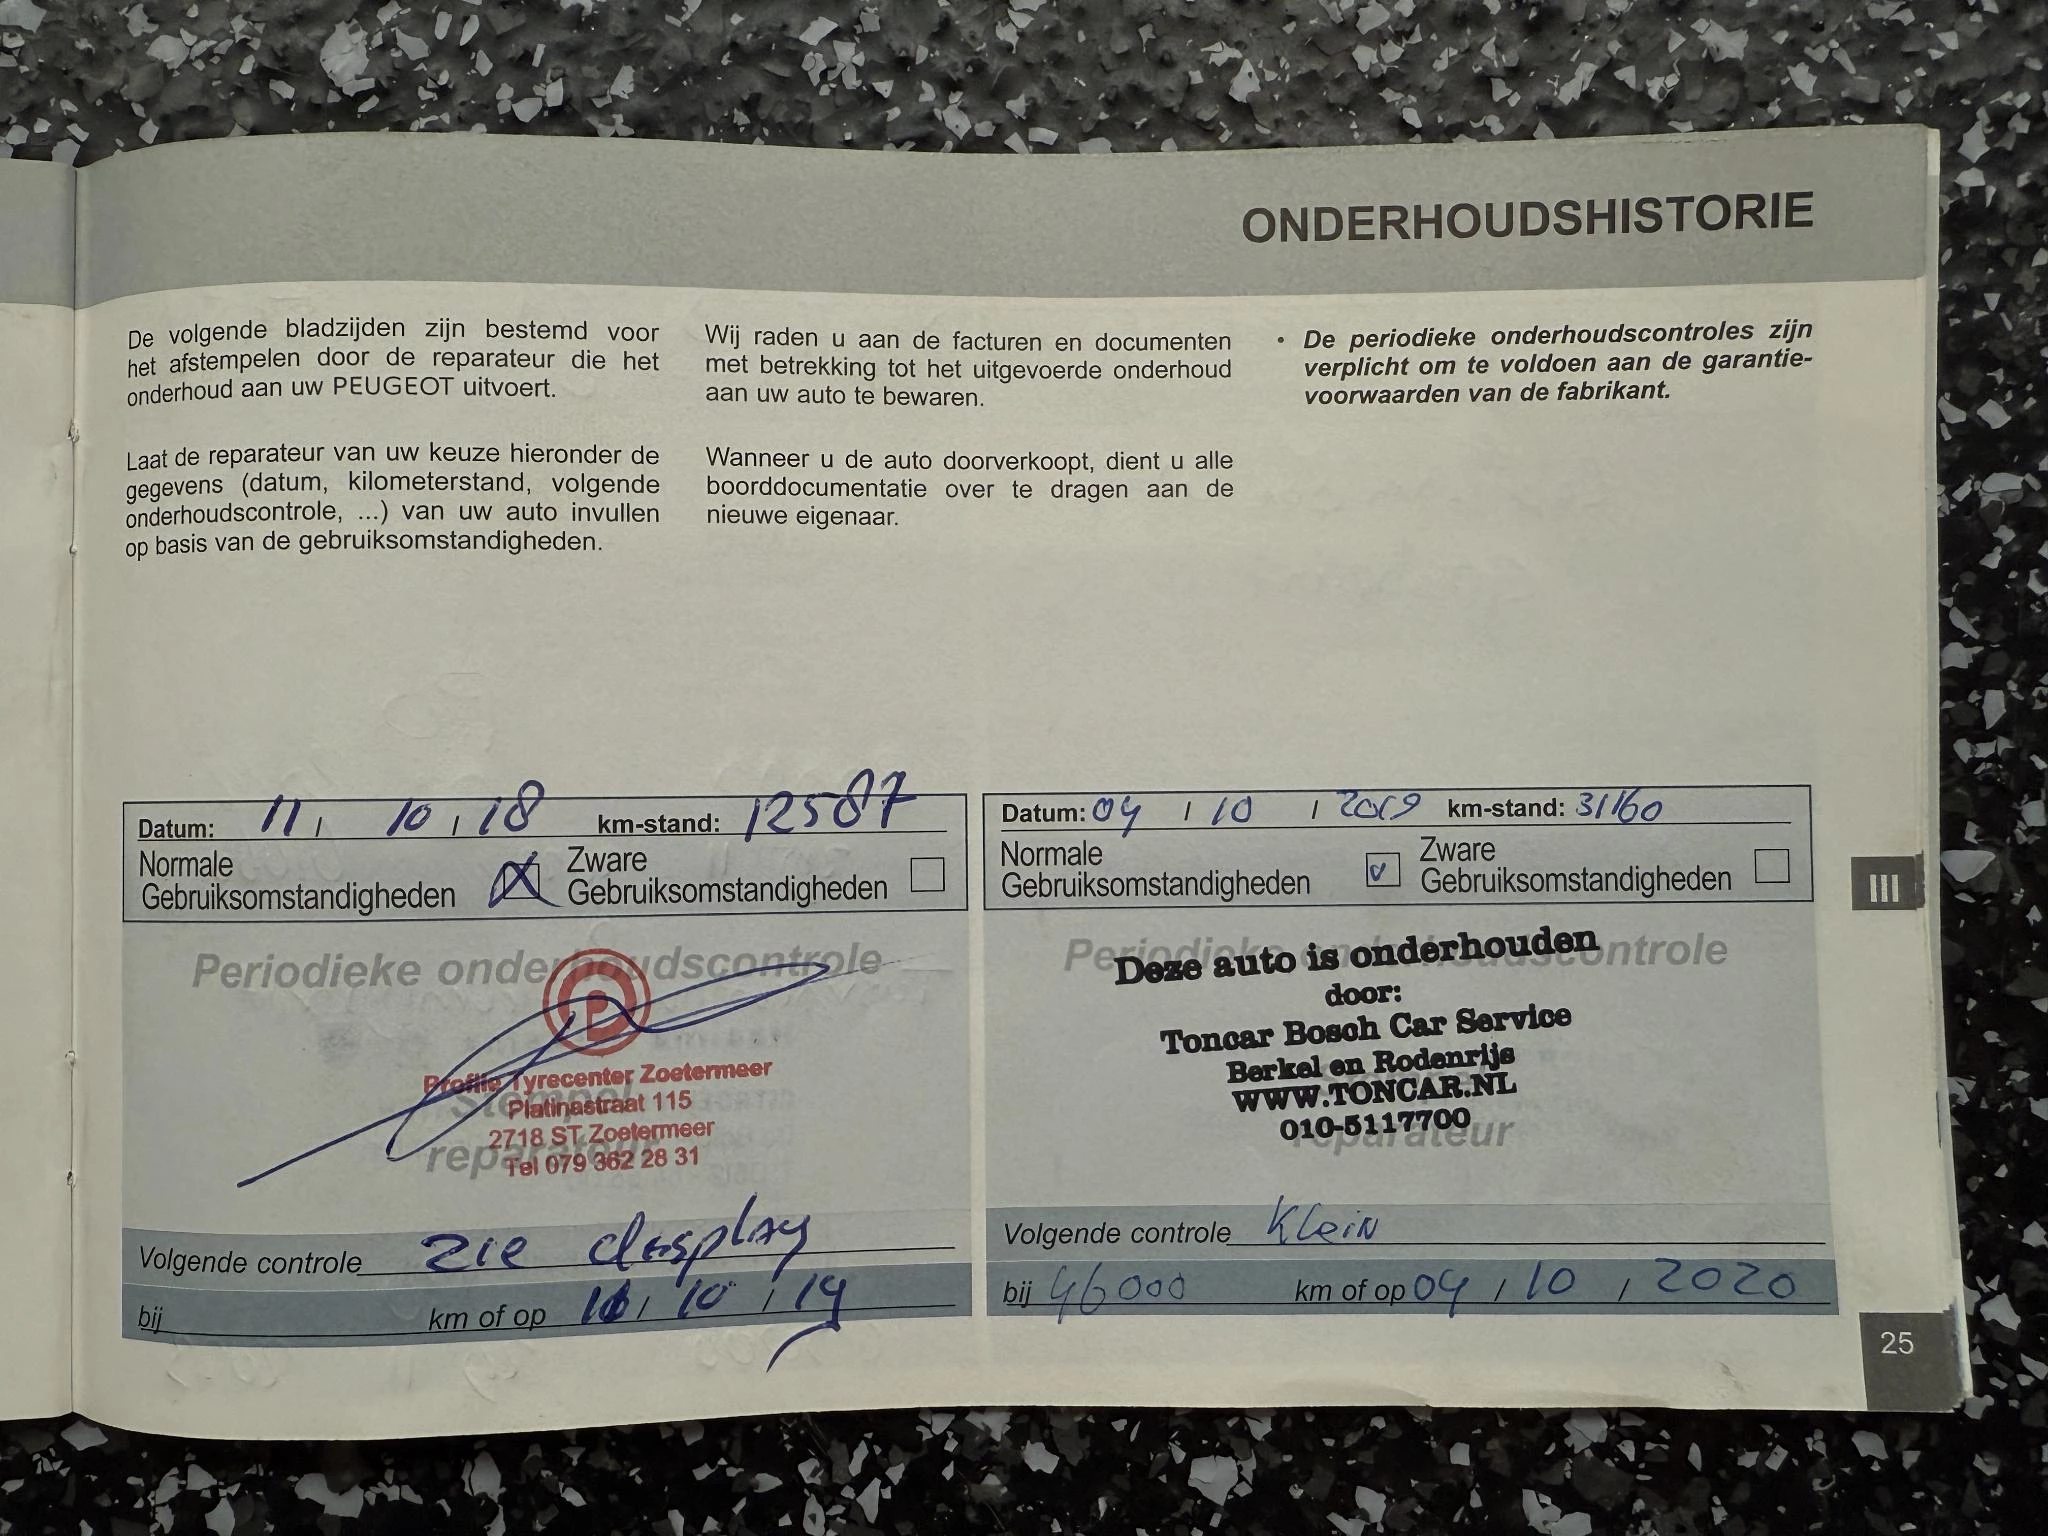 ONDERHOUDSHISTORIE
De volgende bladzijden zijn bestemd voor
het afstempelen door de reparateur die het
onderhoud aan uw PEUGEOT uitvoert.
Laat de reparateur van uw keuze hieronder de
gegevens (datum, kilometerstand, volgende
onderhoudscontrole, ...) van uw auto invullen
op basis van de gebruiksomstandigheden.
Wij raden u aan de facturen en documenten
met betrekking tot het uitgevoerde onderhoud
aan uw auto te bewaren.
Wanneer u de auto doorverkoopt, dient u alle
boorddocumentatie over te dragen aan de
nieuwe eigenaar.
• De periodieke onderhoudscontroles zijn
verplicht om te voldoen aan de garantie-
voorwaarden van de fabrikant.
Datum: 11 / 10 / 18 km-stand: 12587
Normale
Gebruiksomstandigheden
Zware
Gebruiksomstandigheden
Periodieke onderhoudscontrole
P
Profile Tyrecenter Zoetermeer
Stempel
Platinastraat 115
2718 ST Zoetermeer
reparateur
Tel 079 362 28 31
Volgende controle zie display
bij km of op / 10 / 19
Datum: 04 / 10 / 2019 km-stand: 31160
Normale
Gebruiksomstandigheden
Zware
Gebruiksomstandigheden
Periodieke onderhoudscontrole
Deze auto is onderhouden
door:
Toncar Bosch Car Service
Berkel en Rodenrijs
WWW.TONCAR.NL
010-5117700
reparateur
Volgende controle Klein
bij 46000 km of op 04 / 10 / 2020
III
25